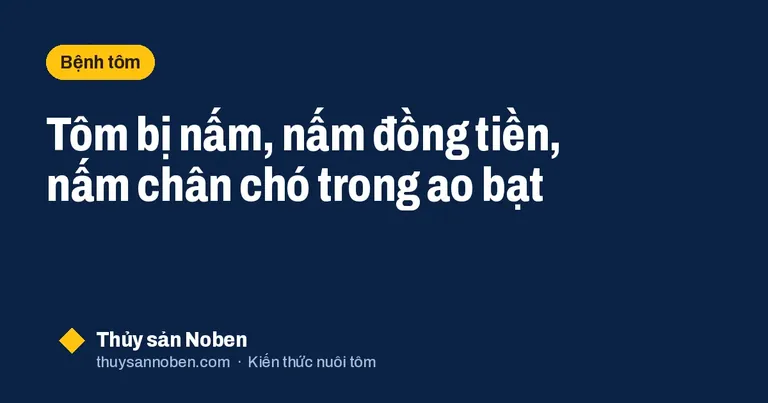 Bệnh tôm
Tôm bị nấm, nấm đồng tiền,
nấm chân chó trong ao bạt
Thủy sản Noben
thuysannoben.com · Kiến thức nuôi tôm